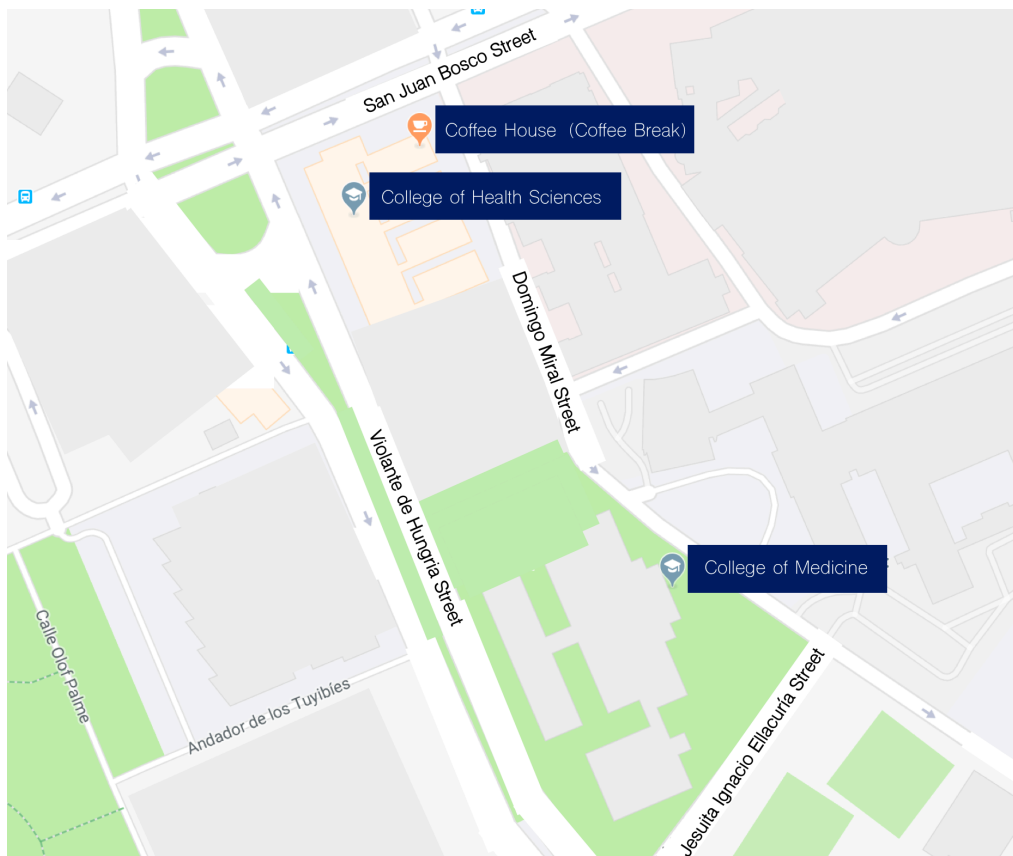 San Juan Bosco Street
Coffee House (Coffee Break)
College of Health Sciences
Domingo Miral Street
Violante de Hungria Street
College of Medicine
Calle Olof Palme
Andador de los Tuyibíes
Jesuita Ignacio Ellacuría Street